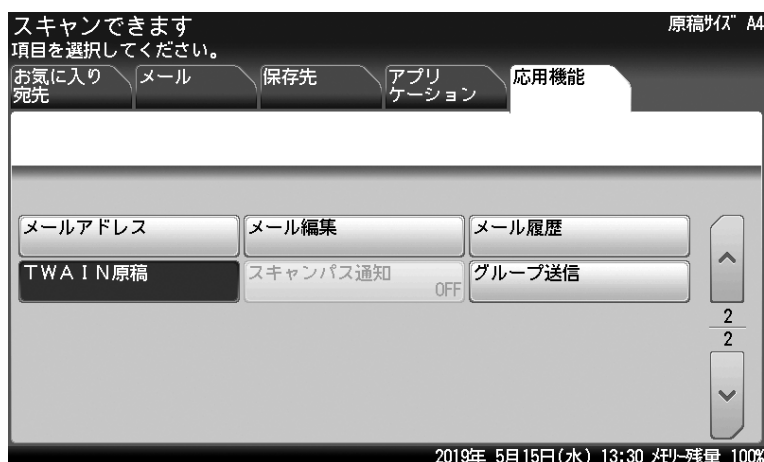 スキャンできます
原稿ｻｲｽﾞ A4
項目を選択してください。
お気に入り
宛先
メール
保存先
アプリ
ケーション
応用機能
メールアドレス
メール編集
メール履歴
ＴＷＡＩＮ原稿
スキャンパス通知
OFF
グループ送信
2
2
2019年 5月15日(水) 13:30 ﾒﾓﾘｰ残量 100%